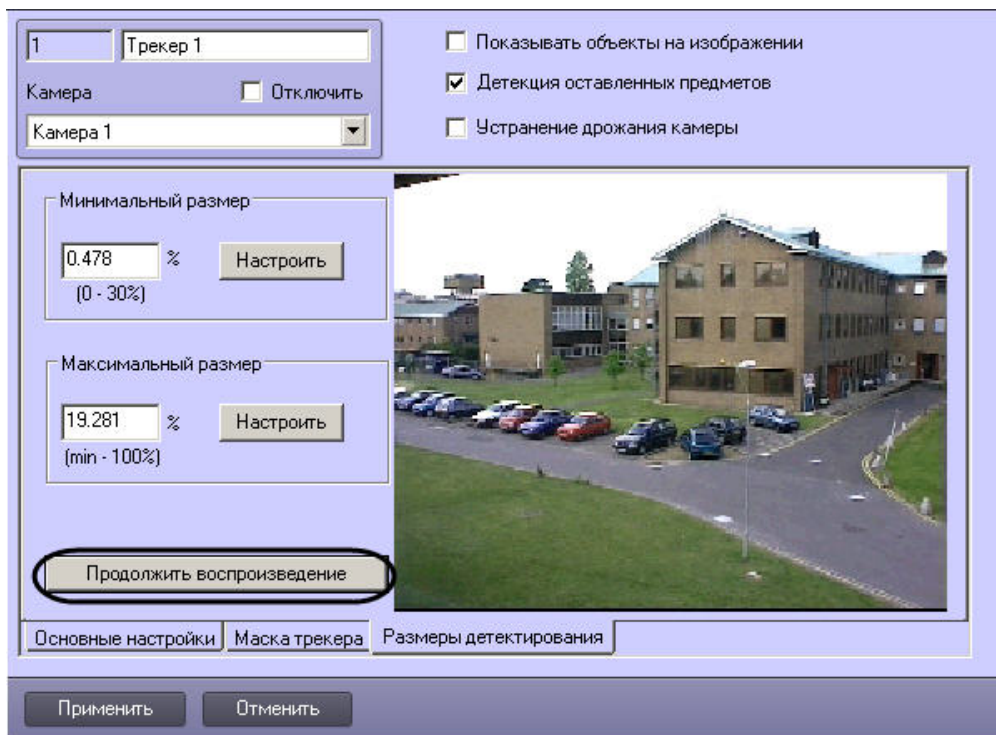 1
Трекер 1
Камера
Отключить
Камера 1
Показывать объекты на изображении
Детекция оставленных предметов
Устранение дрожания камеры
Минимальный размер
0.478 %
Настроить
(0 - 30%)
Максимальный размер
19.281 %
Настроить
(min - 100%)
Продолжить воспроизведение
Основные настройки
Маска трекера
Размеры детектирования
Применить
Отменить